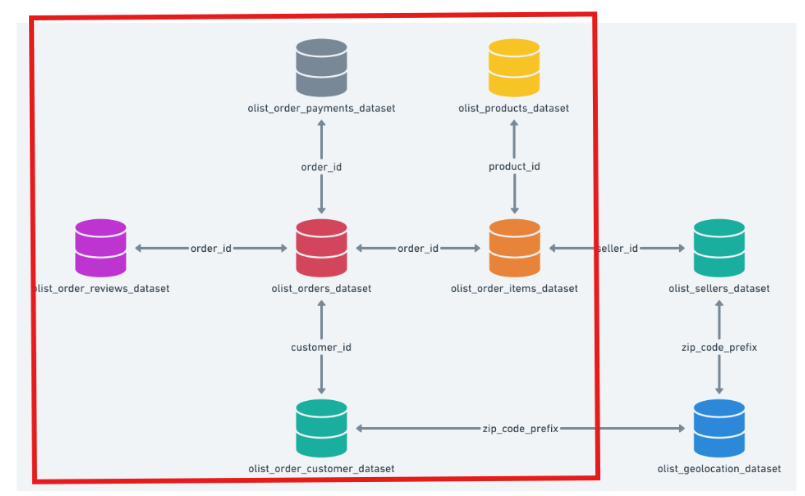 olist_order_payments_dataset
olist_products_dataset
order_id
product_id
order_id
order_id
seller_id
olist_order_reviews_dataset
olist_orders_dataset
olist_order_items_dataset
olist_sellers_dataset
customer_id
zip_code_prefix
zip_code_prefix
olist_order_customer_dataset
olist_geolocation_dataset